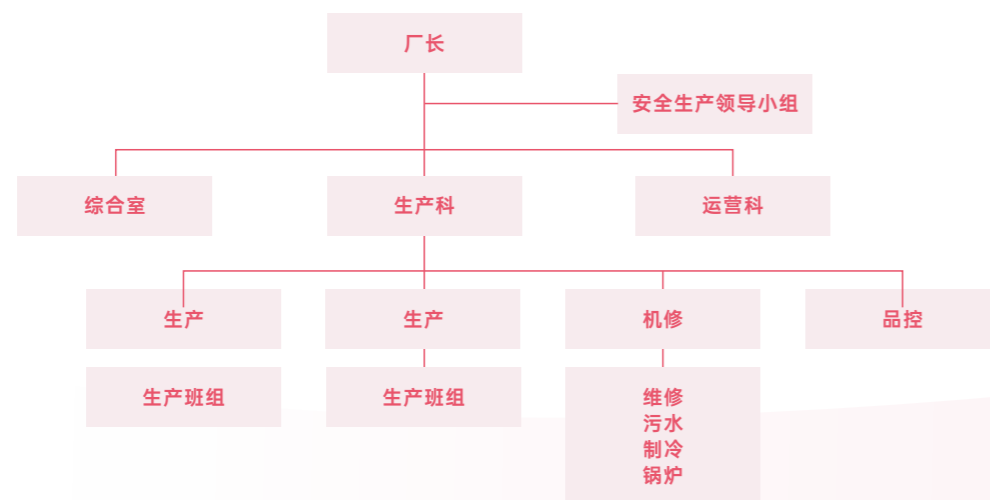 厂长
安全生产领导小组
综合室
生产科
运营科
生产
生产
机修
品控
生产班组
生产班组
维修
污水
制冷
锅炉